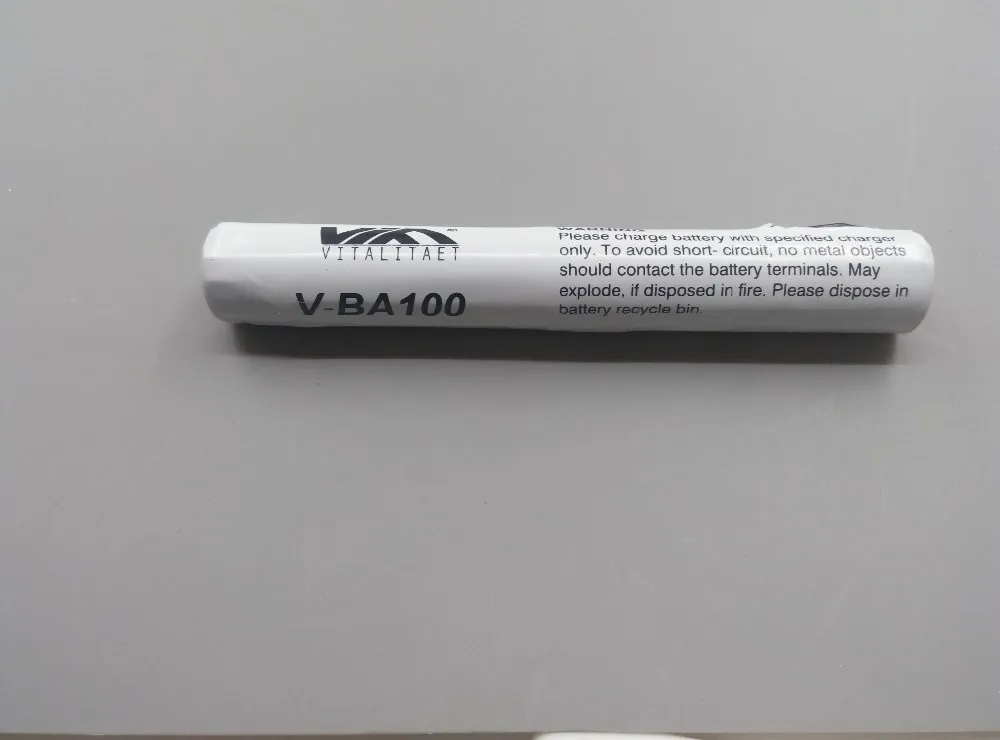 VITALITAET
V-BA100
WARNING
Please charge battery with specified charger
only. To avoid short- circuit, no metal objects
should contact the battery terminals. May
explode, if disposed in fire. Please dispose in
battery recycle bin.